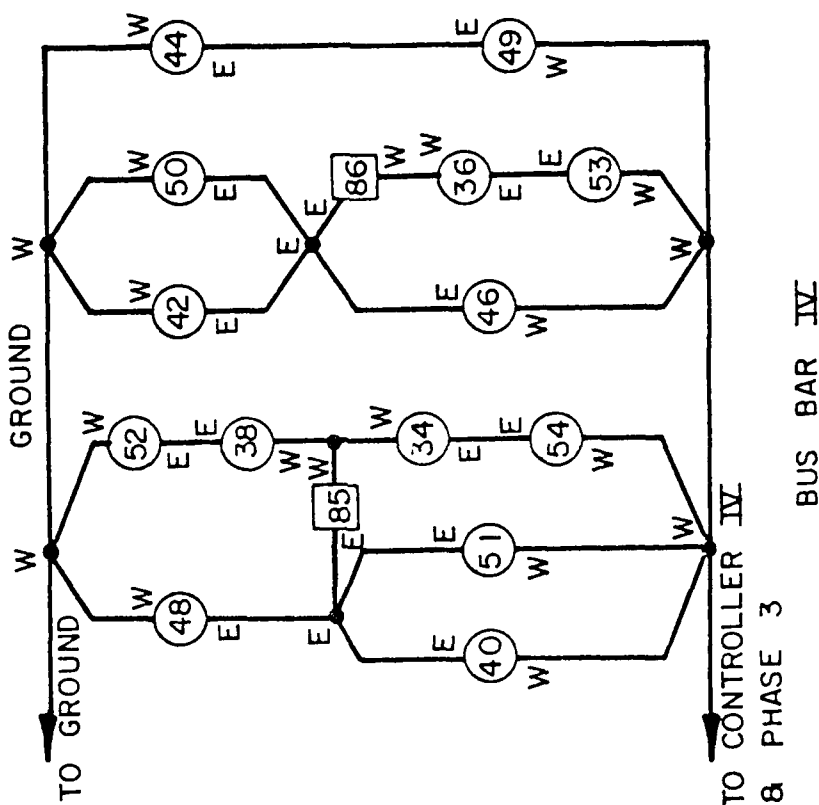 GROUND
W W
TO GROUND
W
52
W W W W
48 42 50 44
E
E
E E E E
38
W E
E W E
85 86
E
W W
34 W
E E E
36
E E
40 51 46 49
E E
W W W
54 E W
53
W W
W W
TO CONTROLLER IV
& PHASE 3
BUS BAR IV